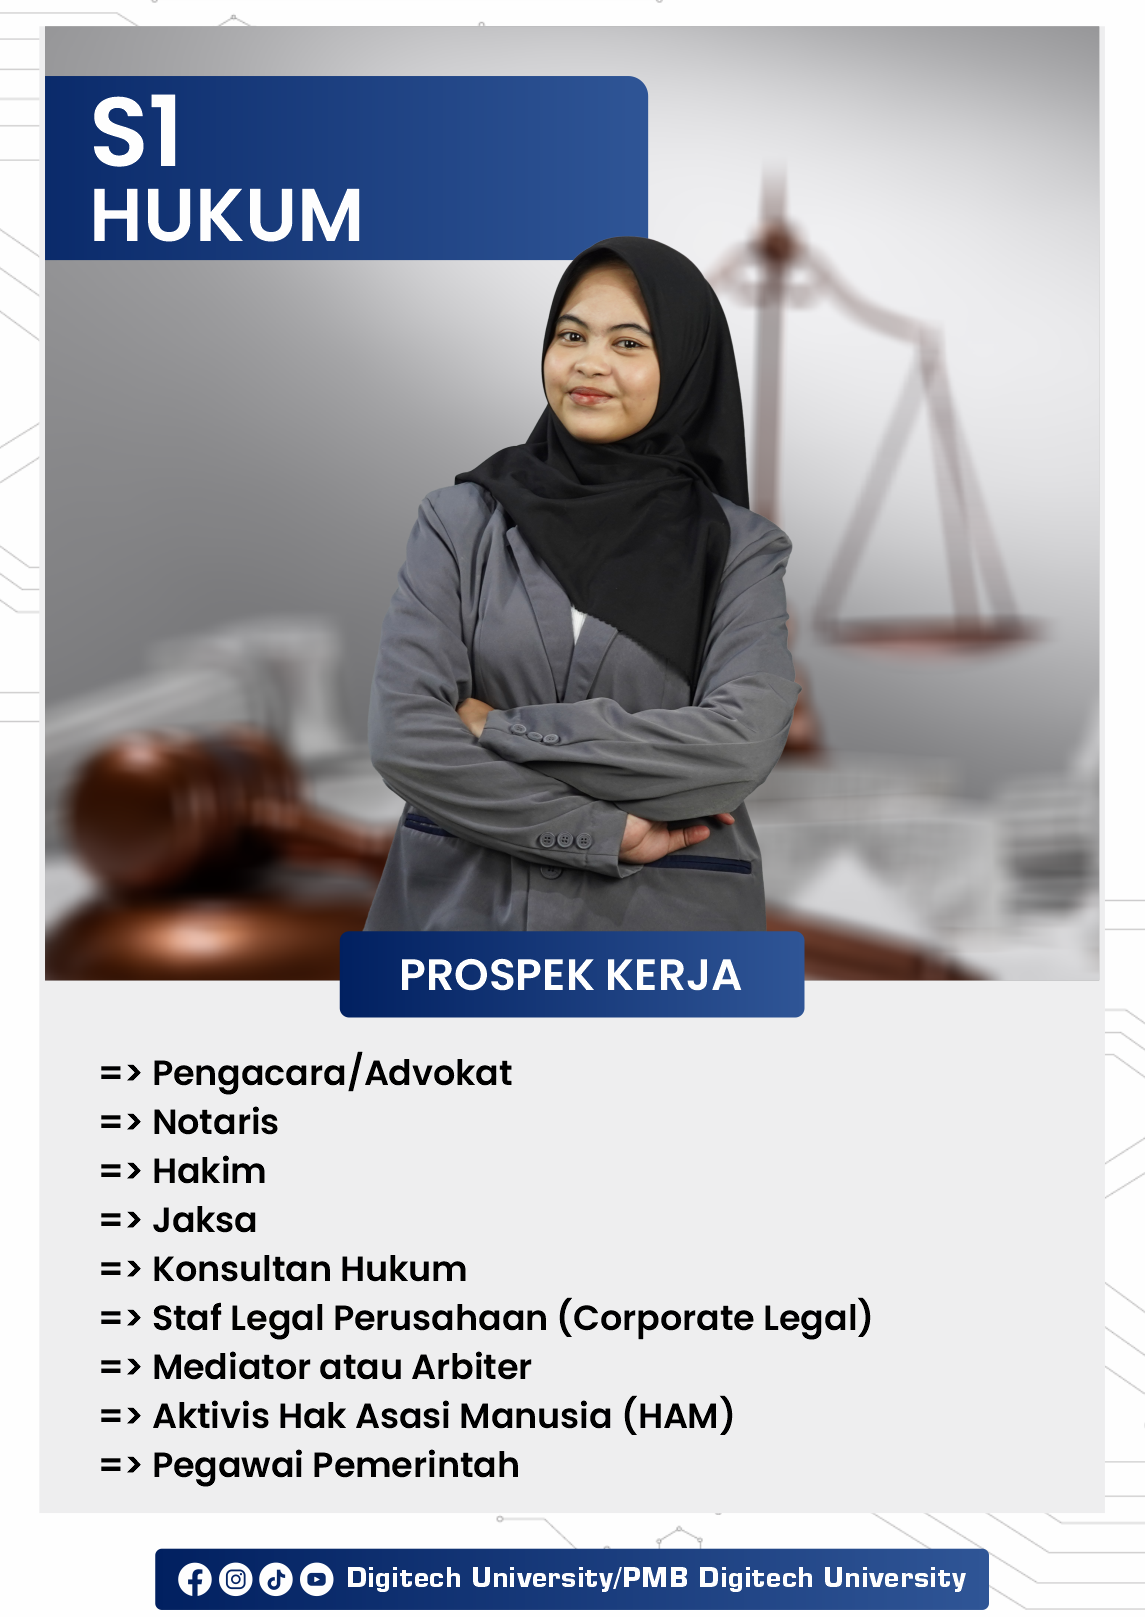 S1
HUKUM
PROSPEK KERJA
=> Pengacara/Advokat
=> Notaris
=> Hakim
=> Jaksa
=> Konsultan Hukum
=> Staf Legal Perusahaan (Corporate Legal)
=> Mediator atau Arbiter
=> Aktivis Hak Asasi Manusia (HAM)
=> Pegawai Pemerintah
Digitech University/PMB Digitech University